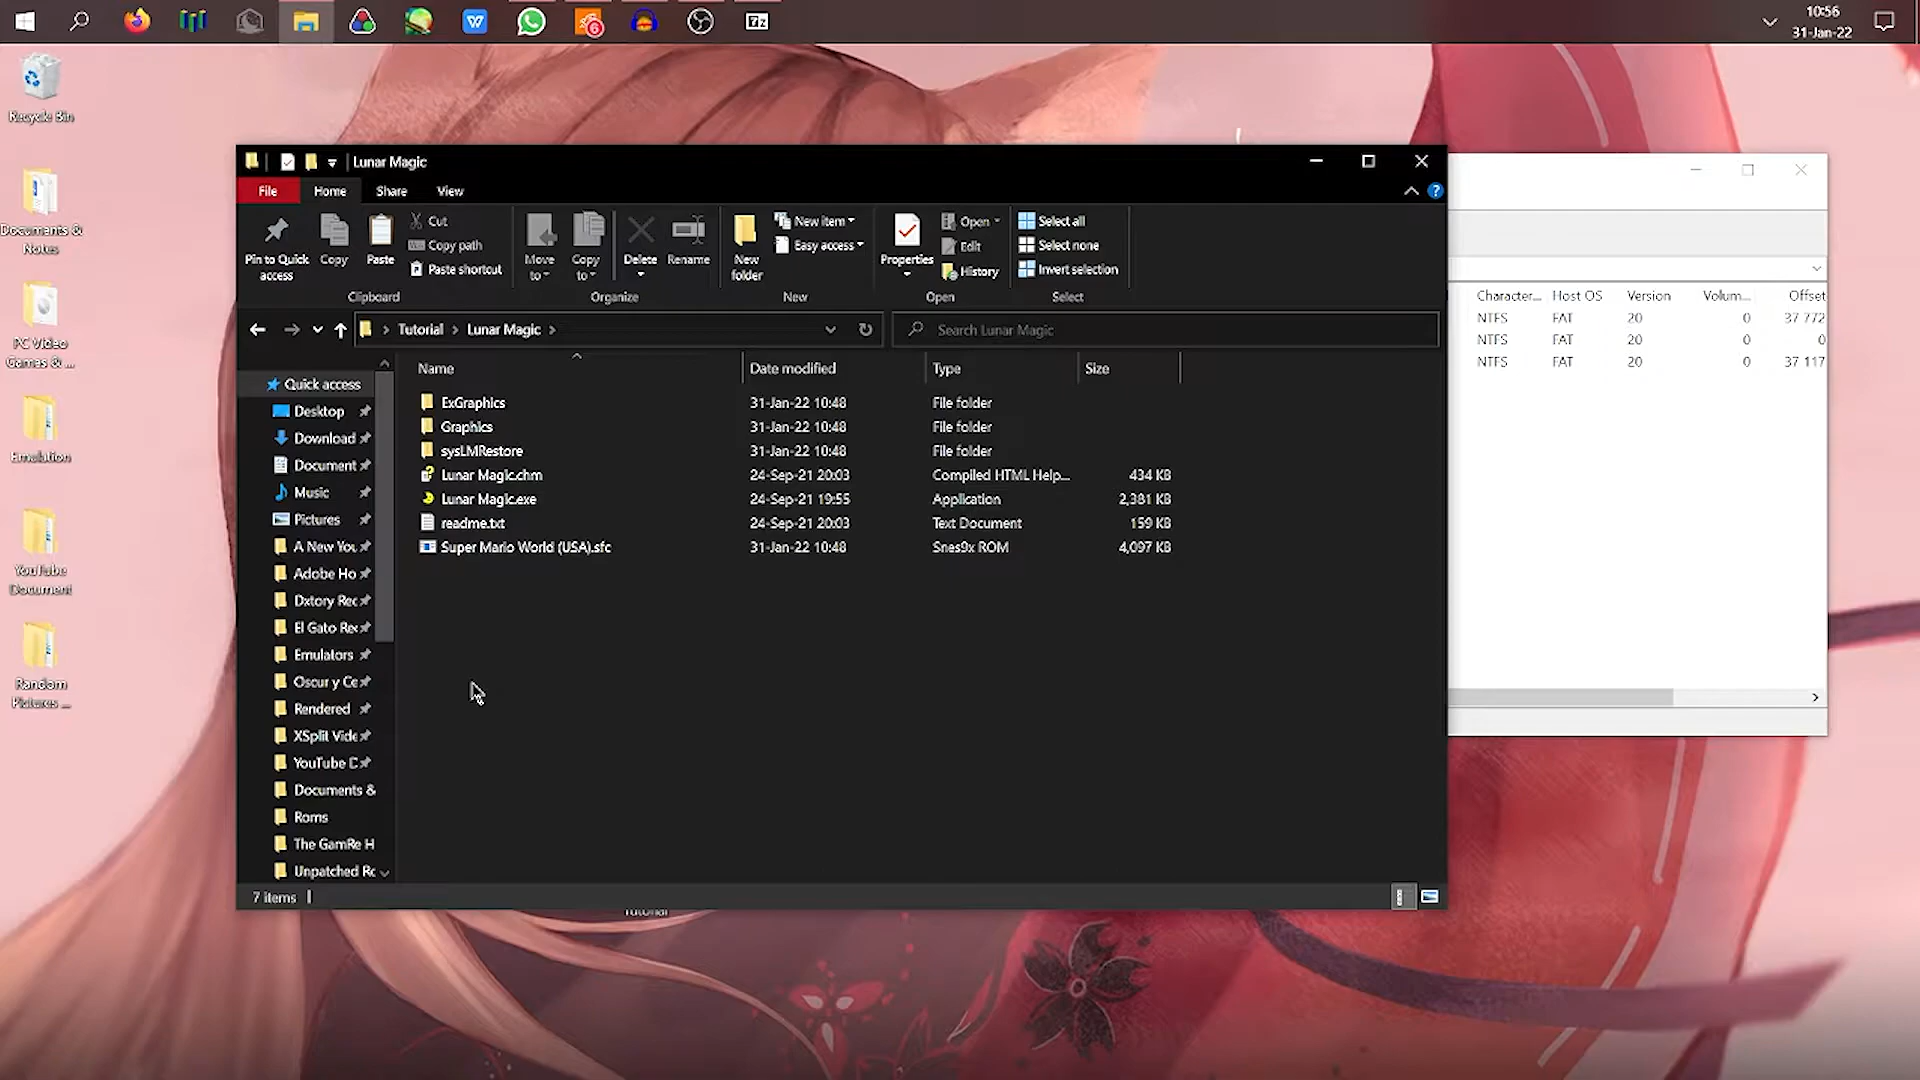 10:56
31-Jan-22
6
7z
Recycle Bin
Documents &
Notes
PC Video
Games & ...
Emulation
YouTube
Document
Random
Pictures ...
Lunar Magic
File Home Share View
Pin to Quick
access
Copy
Paste
Cut
Copy path
Paste shortcut
Clipboard
Move
to
Copy
to
Delete
Rename
Organize
New
folder
New item
Easy access
New
Properties
Open
Edit
History
Open
Select all
Select none
Invert selection
Select
Tutorial > Lunar Magic >
Search Lunar Magic
Name Date modified Type Size
ExGraphics 31-Jan-22 10:48 File folder
Graphics 31-Jan-22 10:48 File folder
sysLMRestore 31-Jan-22 10:48 File folder
Lunar Magic.chm 24-Sep-21 20:03 Compiled HTML Help... 434 KB
Lunar Magic.exe 24-Sep-21 19:55 Application 2,381 KB
readme.txt 24-Sep-21 20:03 Text Document 159 KB
Super Mario World (USA).sfc 31-Jan-22 10:48 Snes9x ROM 4,097 KB
Quick access
Desktop
Download
Document
Music
Pictures
A New You
Adobe Ho
Dxtory Rec
El Gato Rec
Emulators
Oscur y Ce
Rendered
XSplit Vide
YouTube D
Documents &
Roms
The GamRe H
Unpatched Ro
7 items
Tutorial
Character... Host OS Version Volum... Offset
NTFS FAT 20 0 37 772
NTFS FAT 20 0 0
NTFS FAT 20 0 37 117